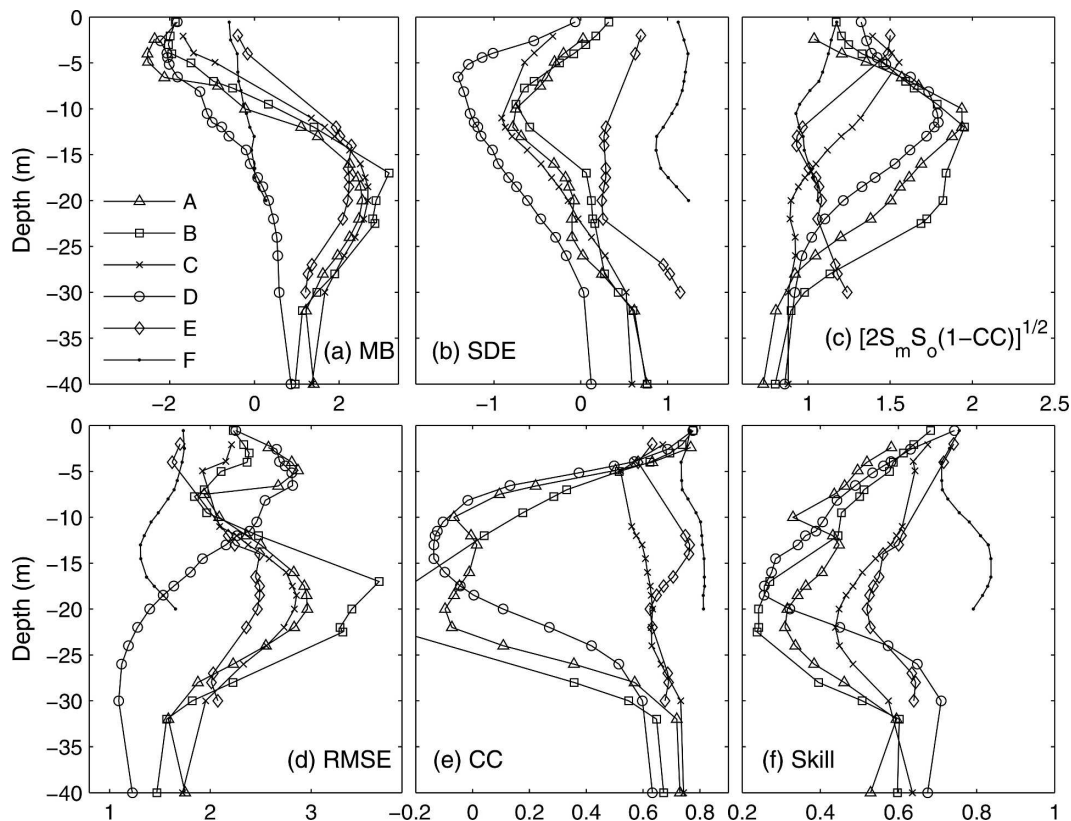 0
-5
-10
-15
-20
-25
-30
-35
-40
Depth (m)
A
B
C
D
E
F
(a) MB
-2 0 2
(b) SDE
-1 0 1
(c) [2SmSo(1−CC)]1/2
1 1.5 2 2.5
0
-5
-10
-15
-20
-25
-30
-35
-40
Depth (m)
(d) RMSE
1 2 3
(e) CC
-0.2 0 0.2 0.4 0.6 0.8
(f) Skill
0.2 0.4 0.6 0.8 1